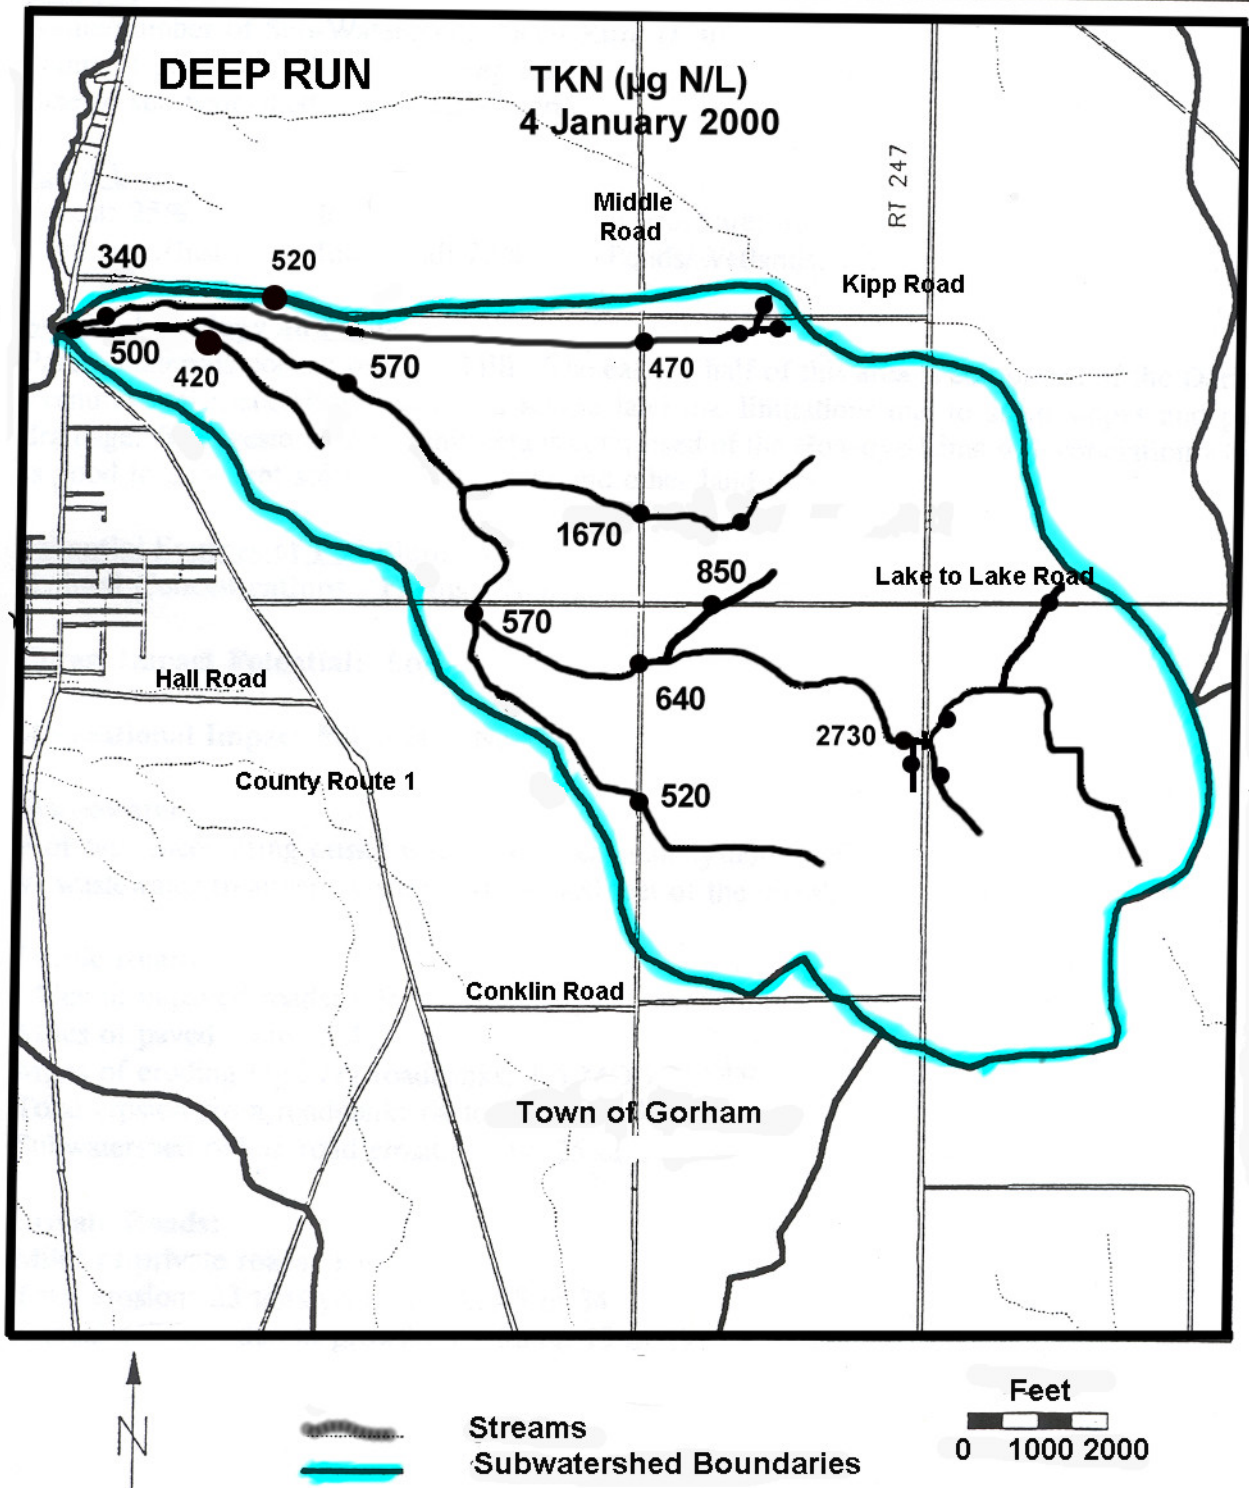 DEEP RUN
TKN (µg N/L)
4 January 2000
RT 247
Middle
Road
340
520
Kipp Road
500
420
570
470
1670
850
Lake to Lake Road
570
Hall Road
640
2730
County Route 1
520
Conklin Road
Town of Gorham
N
Streams
Subwatershed Boundaries
Feet
0 1000 2000